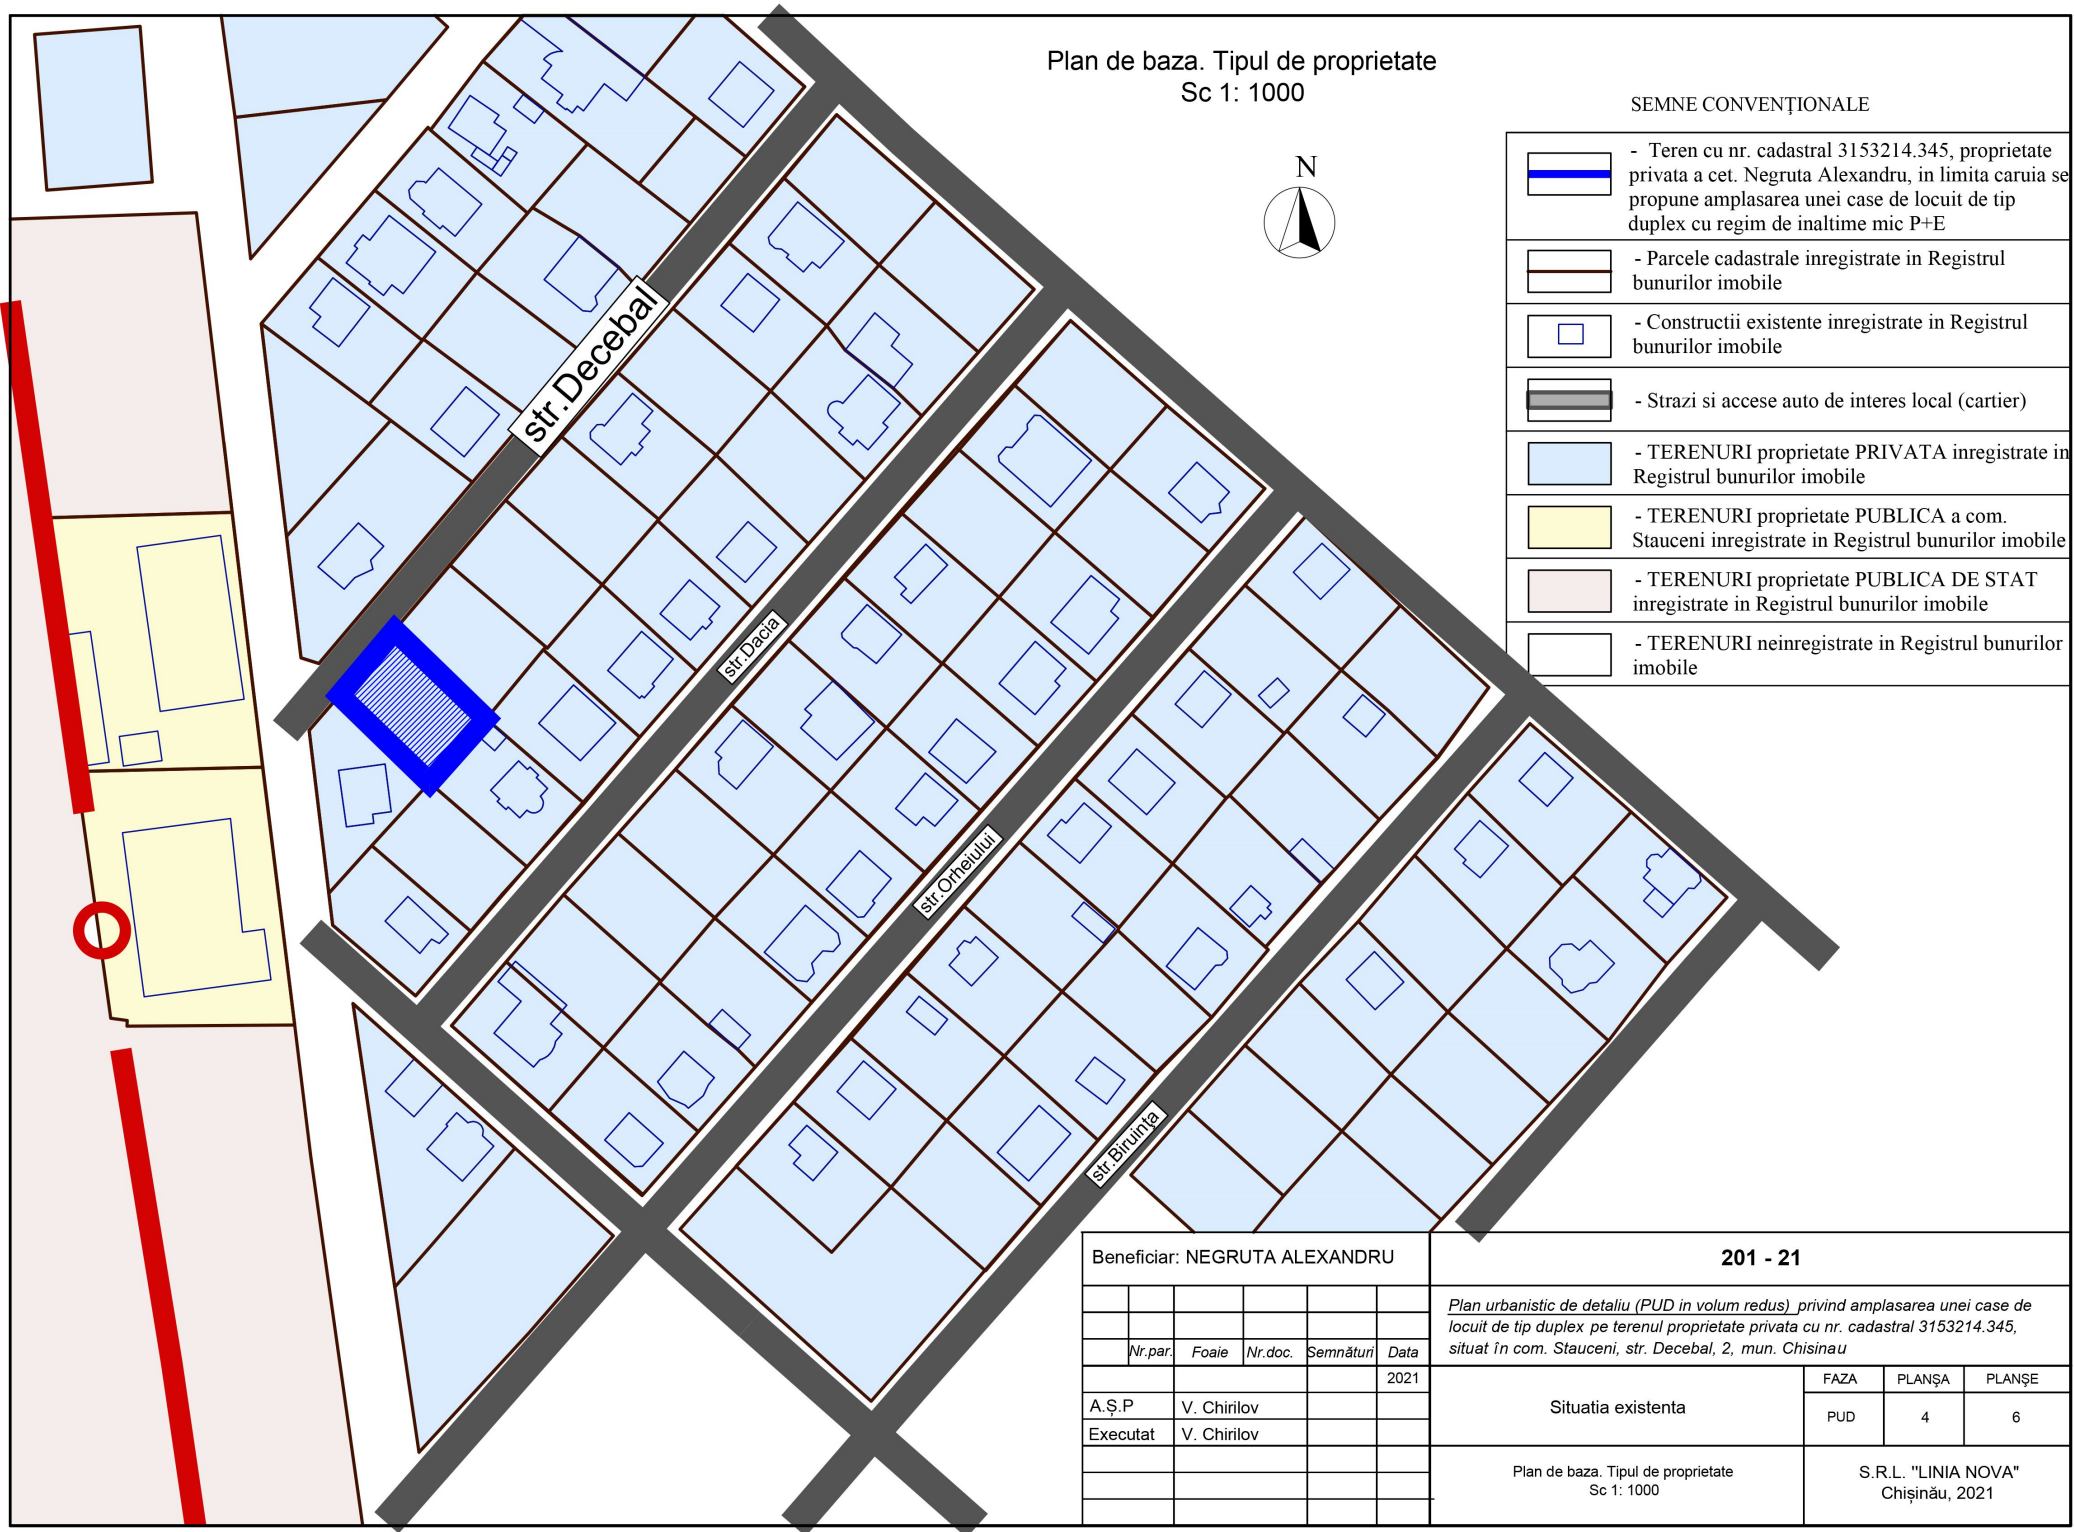 Plan de baza. Tipul de proprietate
Sc 1: 1000
N
SEMNE CONVENȚIONALE
- Teren cu nr. cadastral 3153214.345, proprietate
privata a cet. Negruta Alexandru, in limita caruia se
propune amplasarea unei case de locuit de tip
duplex cu regim de inaltime mic P+E
- Parcele cadastrale inregistrate in Registrul
bunurilor imobile
- Constructii existente inregistrate in Registrul
bunurilor imobile
- Strazi si accese auto de interes local (cartier)
- TERENURI proprietate PRIVATA inregistrate in
Registrul bunurilor imobile
- TERENURI proprietate PUBLICA a com.
Stauceni inregistrate in Registrul bunurilor imobile
- TERENURI proprietate PUBLICA DE STAT
inregistrate in Registrul bunurilor imobile
- TERENURI neinregistrate in Registrul bunurilor
imobile
str.Decebal
str.Dacia
str.Orheiului
str.Biruința
Beneficiar: NEGRUTA ALEXANDRU
201 - 21
Plan urbanistic de detaliu (PUD in volum redus) privind amplasarea unei case de
locuit de tip duplex pe terenul proprietate privata cu nr. cadastral 3153214.345,
situat în com. Stauceni, str. Decebal, 2, mun. Chisinau
Nr.par. Foaie Nr.doc. Semnături Data
2021
A.Ș.P V. Chirilov
Executat V. Chirilov
Situatia existenta
FAZA PLANȘA PLANȘE
PUD 4 6
Plan de baza. Tipul de proprietate
Sc 1: 1000
S.R.L. "LINIA NOVA"
Chișinău, 2021